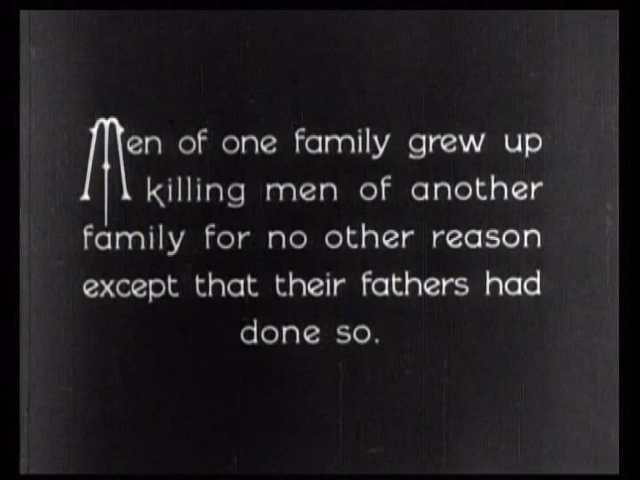 Men of one family grew up
killing men of another
family for no other reason
except that their fathers had
done so.